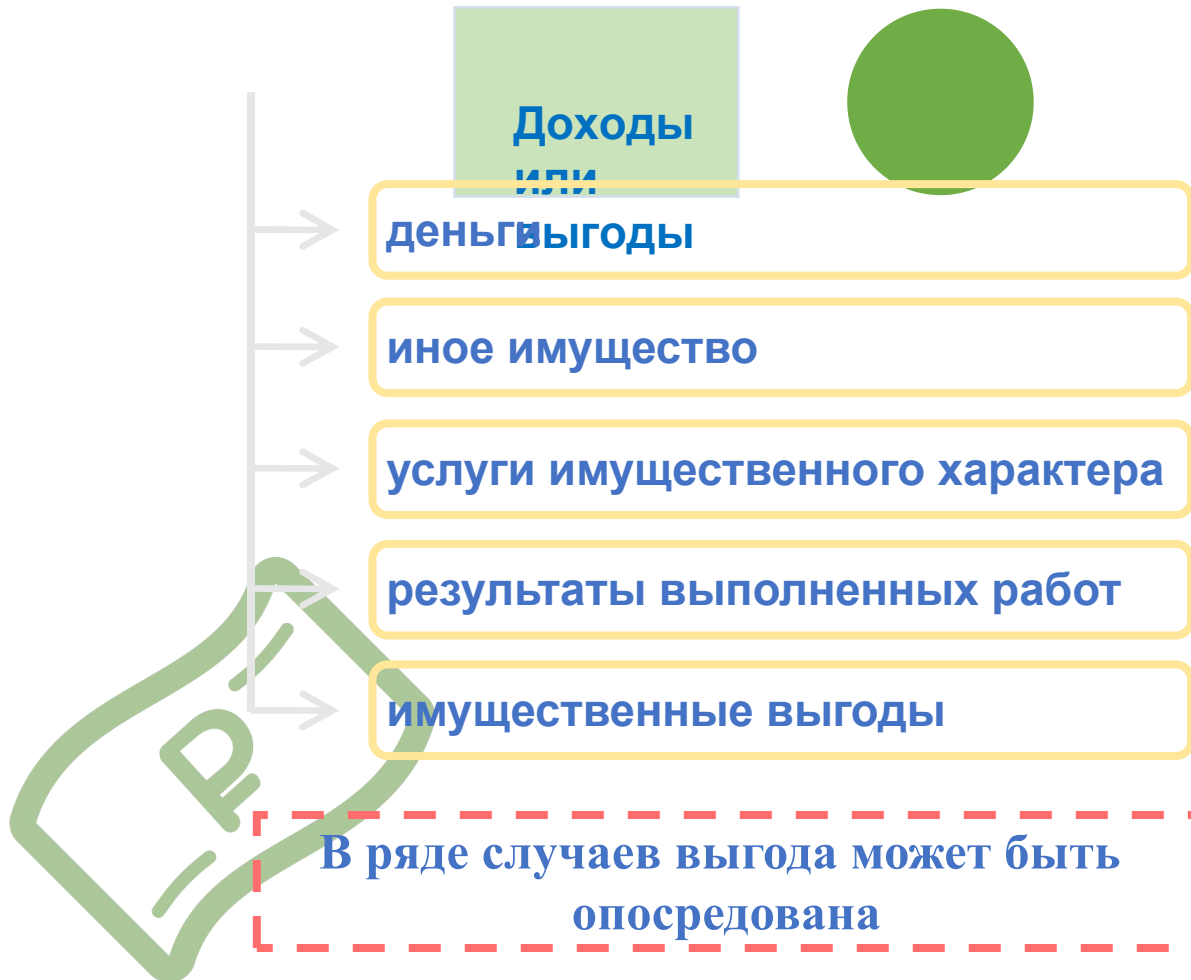 Доходы
или
выгоды
деньги
иное имущество
услуги имущественного характера
результаты выполненных работ
имущественные выгоды
В ряде случаев выгода может быть
опосредована